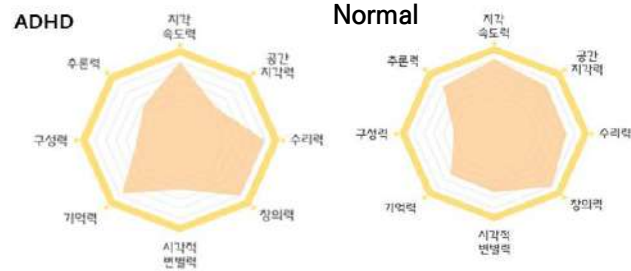 ADHD
지각
속도력
추론력
공간
지각력
구성력
수리력
기억력
창의력
시각적
변별력
Normal
지각
속도력
추론력
공간
지각력
구성력
수리력
기억력
창의력
시각적
변별력